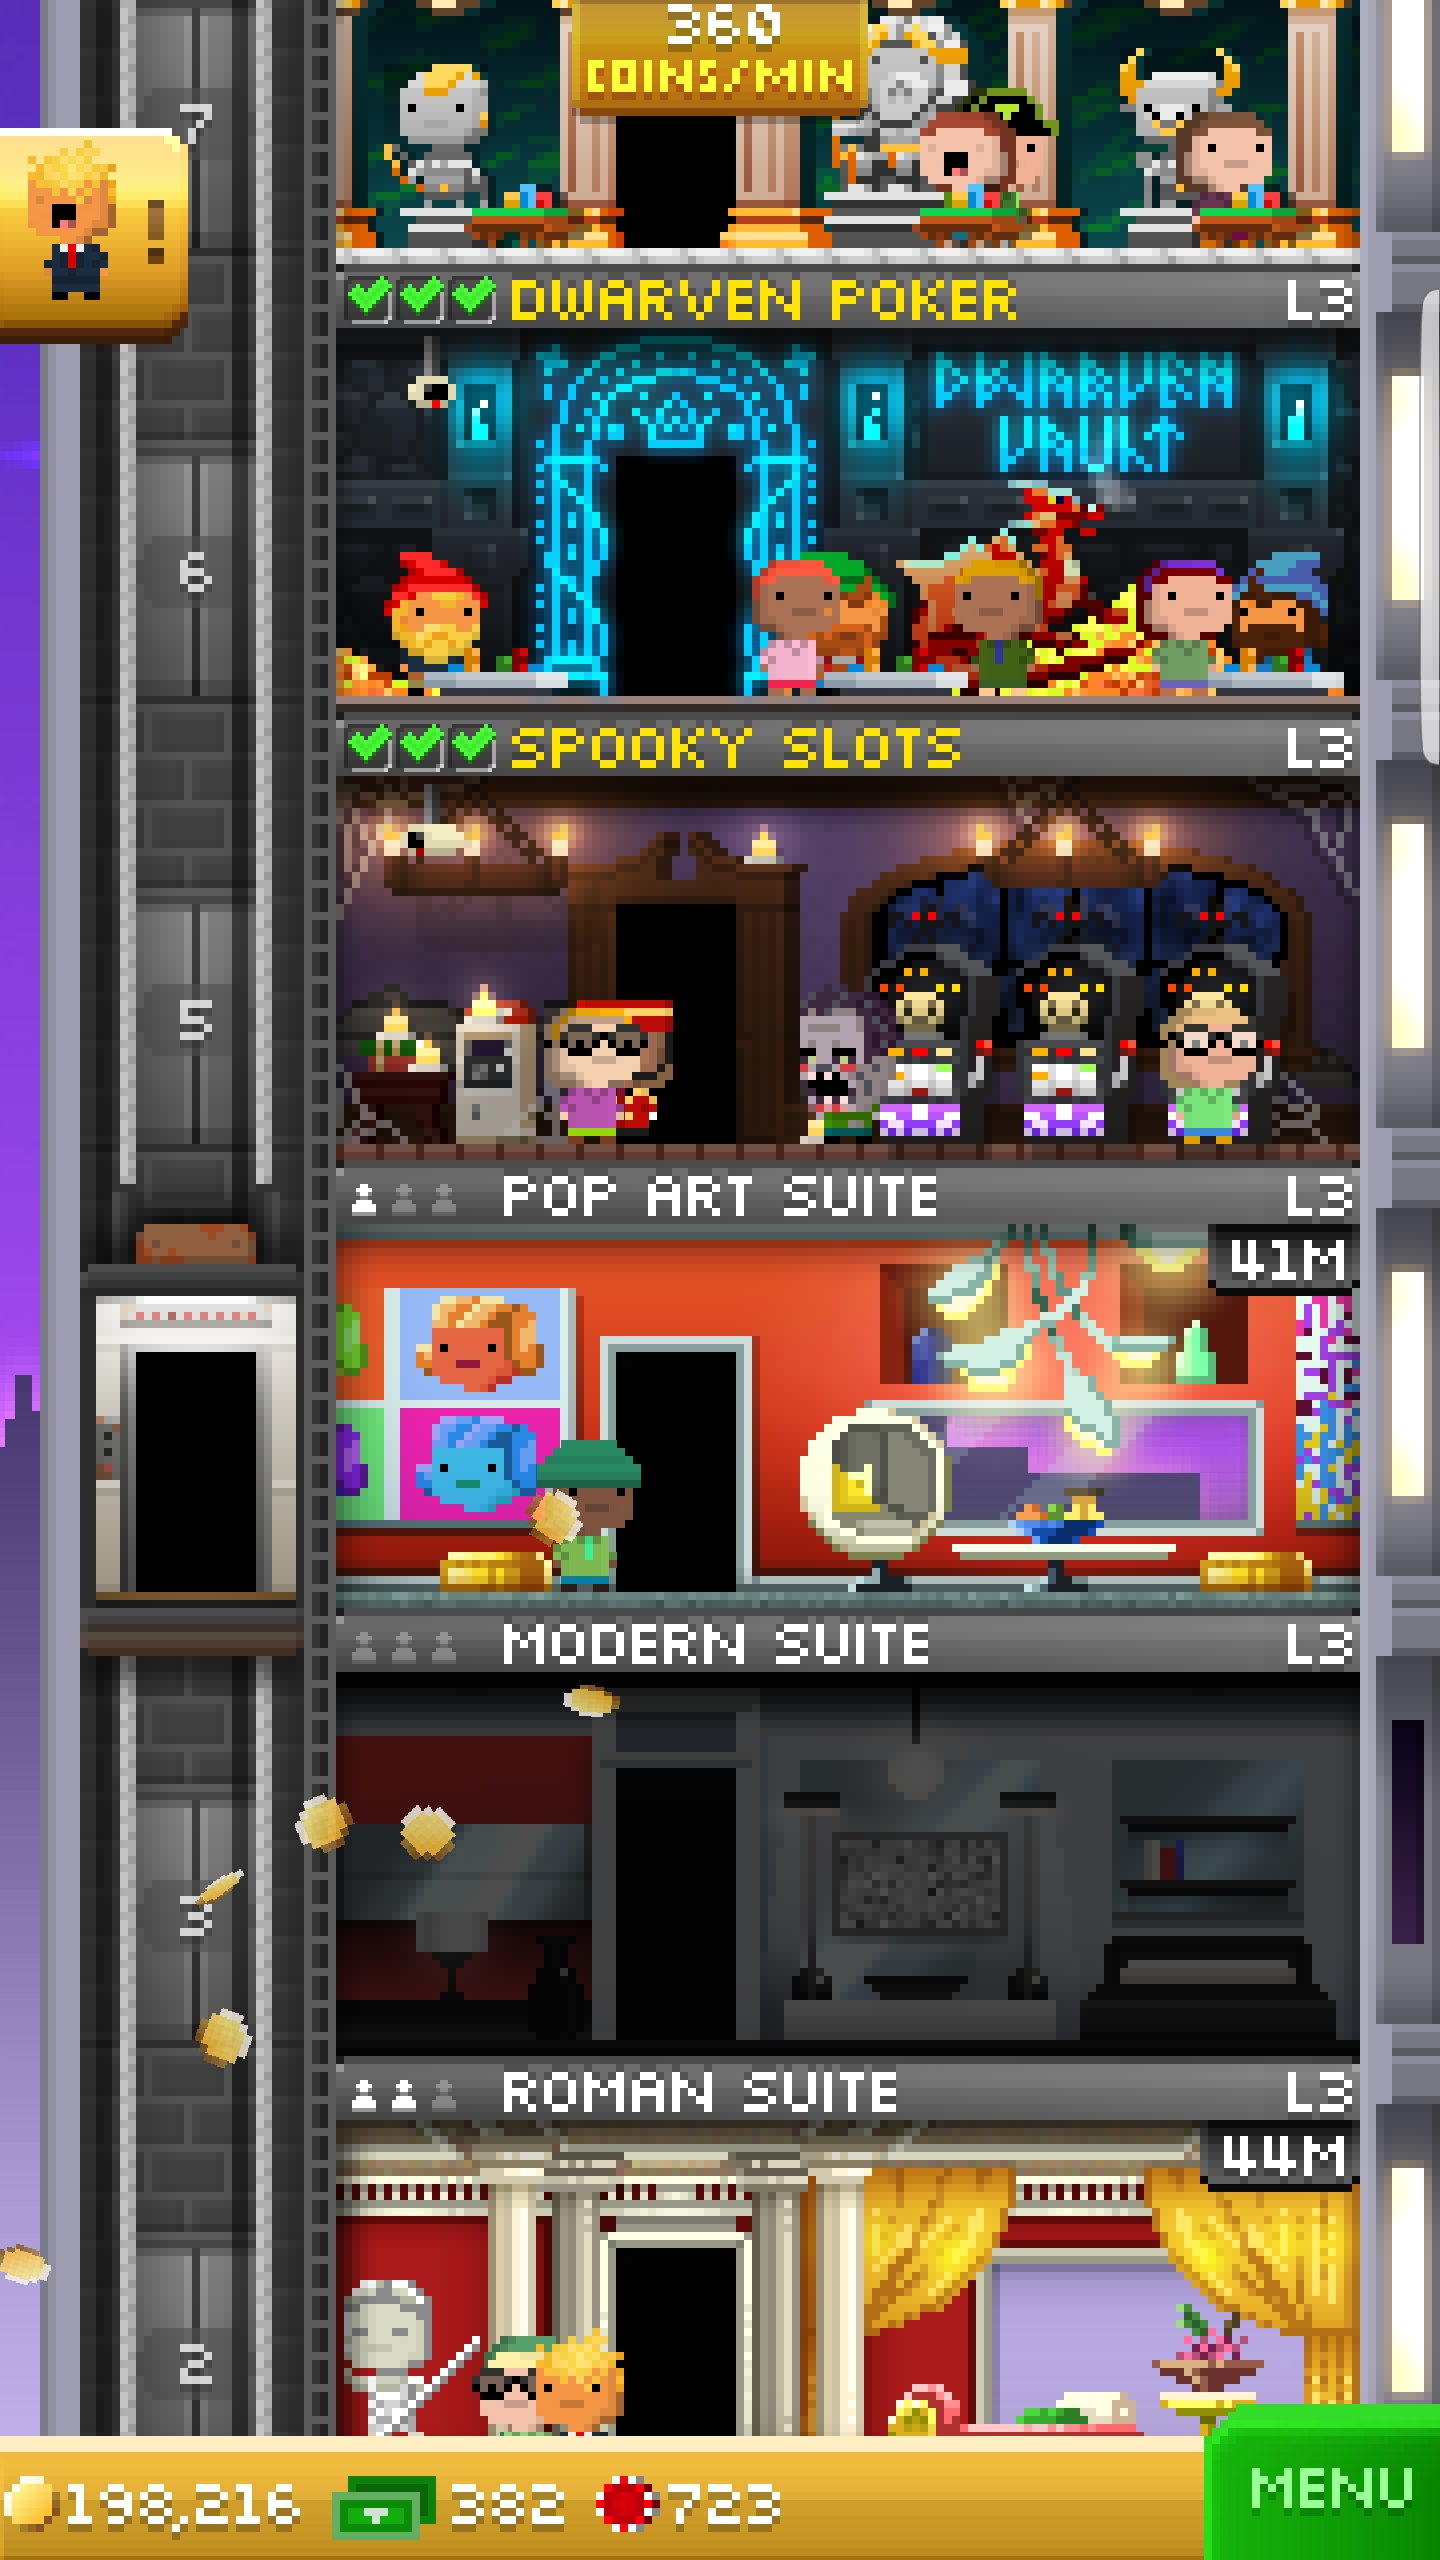 360
COINS/MIN
7
!
DWARVEN POKER L3
DWARVEN
VAULT
6
SPOOKY SLOTS L3
5
POP ART SUITE L3
41M
MODERN SUITE L3
3
ROMAN SUITE L3
44M
2
198,216 382 723
MENU